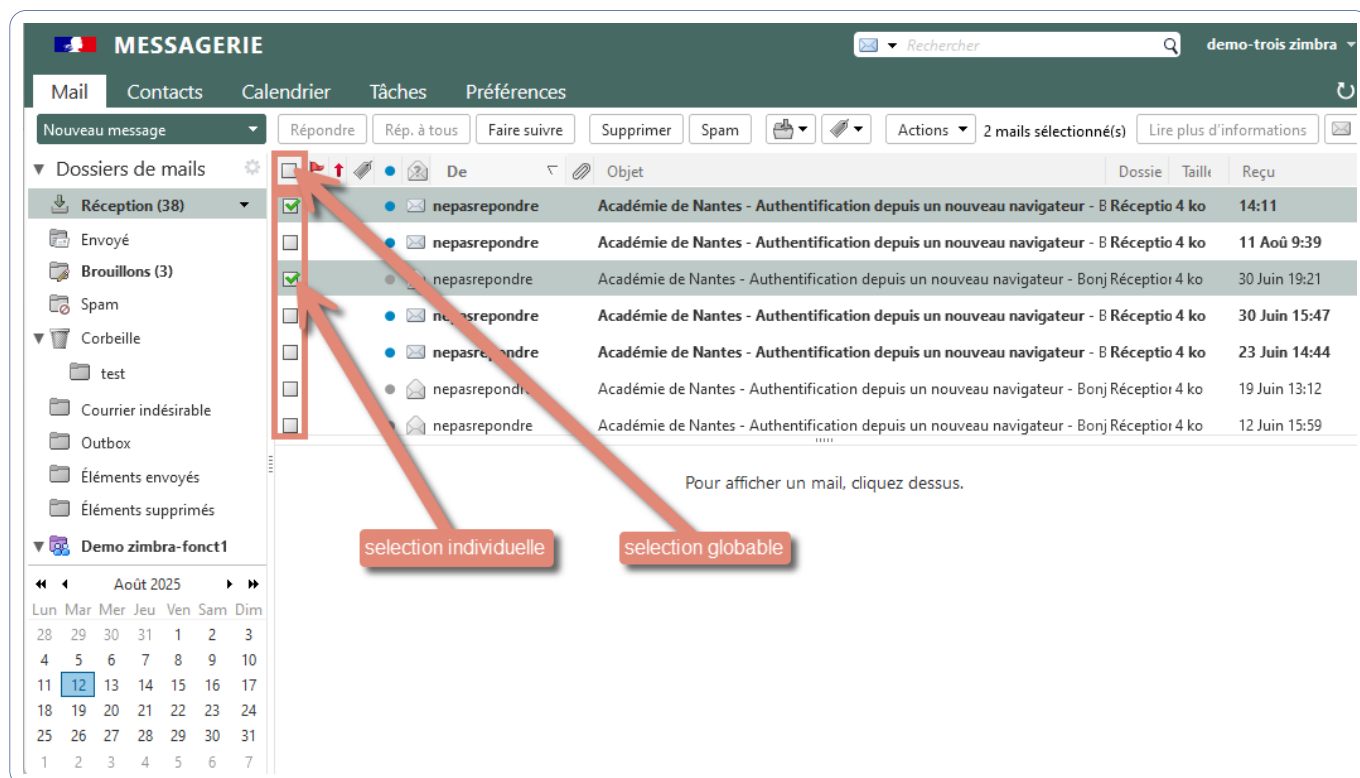 MESSAGERIE
Rechercher
demo-trois zimbra
Mail Contacts Calendrier Tâches Préférences
Nouveau message Répondre Rép. à tous Faire suivre Supprimer Spam Actions 2 mails sélectionné(s) Lire plus d'informations
Dossiers de mails
De Objet Dossie Taille Reçu
Réception (38)
nepasrepondre Académie de Nantes - Authentification depuis un nouveau navigateur - B Réceptio 4 ko 14:11
Envoyé
nepasrepondre Académie de Nantes - Authentification depuis un nouveau navigateur - B Réceptio 4 ko 11 Aoû 9:39
Brouillons (3)
nepasrepondre Académie de Nantes - Authentification depuis un nouveau navigateur - Bonj Réception 4 ko 30 Juin 19:21
Spam
nepasrepondre Académie de Nantes - Authentification depuis un nouveau navigateur - B Réceptio 4 ko 30 Juin 15:47
Corbeille
nepasrepondre Académie de Nantes - Authentification depuis un nouveau navigateur - B Réceptio 4 ko 23 Juin 14:44
test
nepasrepondre Académie de Nantes - Authentification depuis un nouveau navigateur - Bonj Réception 4 ko 19 Juin 13:12
Courrier indésirable
nepasrepondre Académie de Nantes - Authentification depuis un nouveau navigateur - Bonj Réception 4 ko 12 Juin 15:59
Outbox
Éléments envoyés
Pour afficher un mail, cliquez dessus.
Éléments supprimés
Demo zimbra-fonct1
selection individuelle
selection globable
Août 2025
Lun Mar Mer Jeu Ven Sam Dim
28 29 30 31 1 2 3
4 5 6 7 8 9 10
11 12 13 14 15 16 17
18 19 20 21 22 23 24
25 26 27 28 29 30 31
1 2 3 4 5 6 7